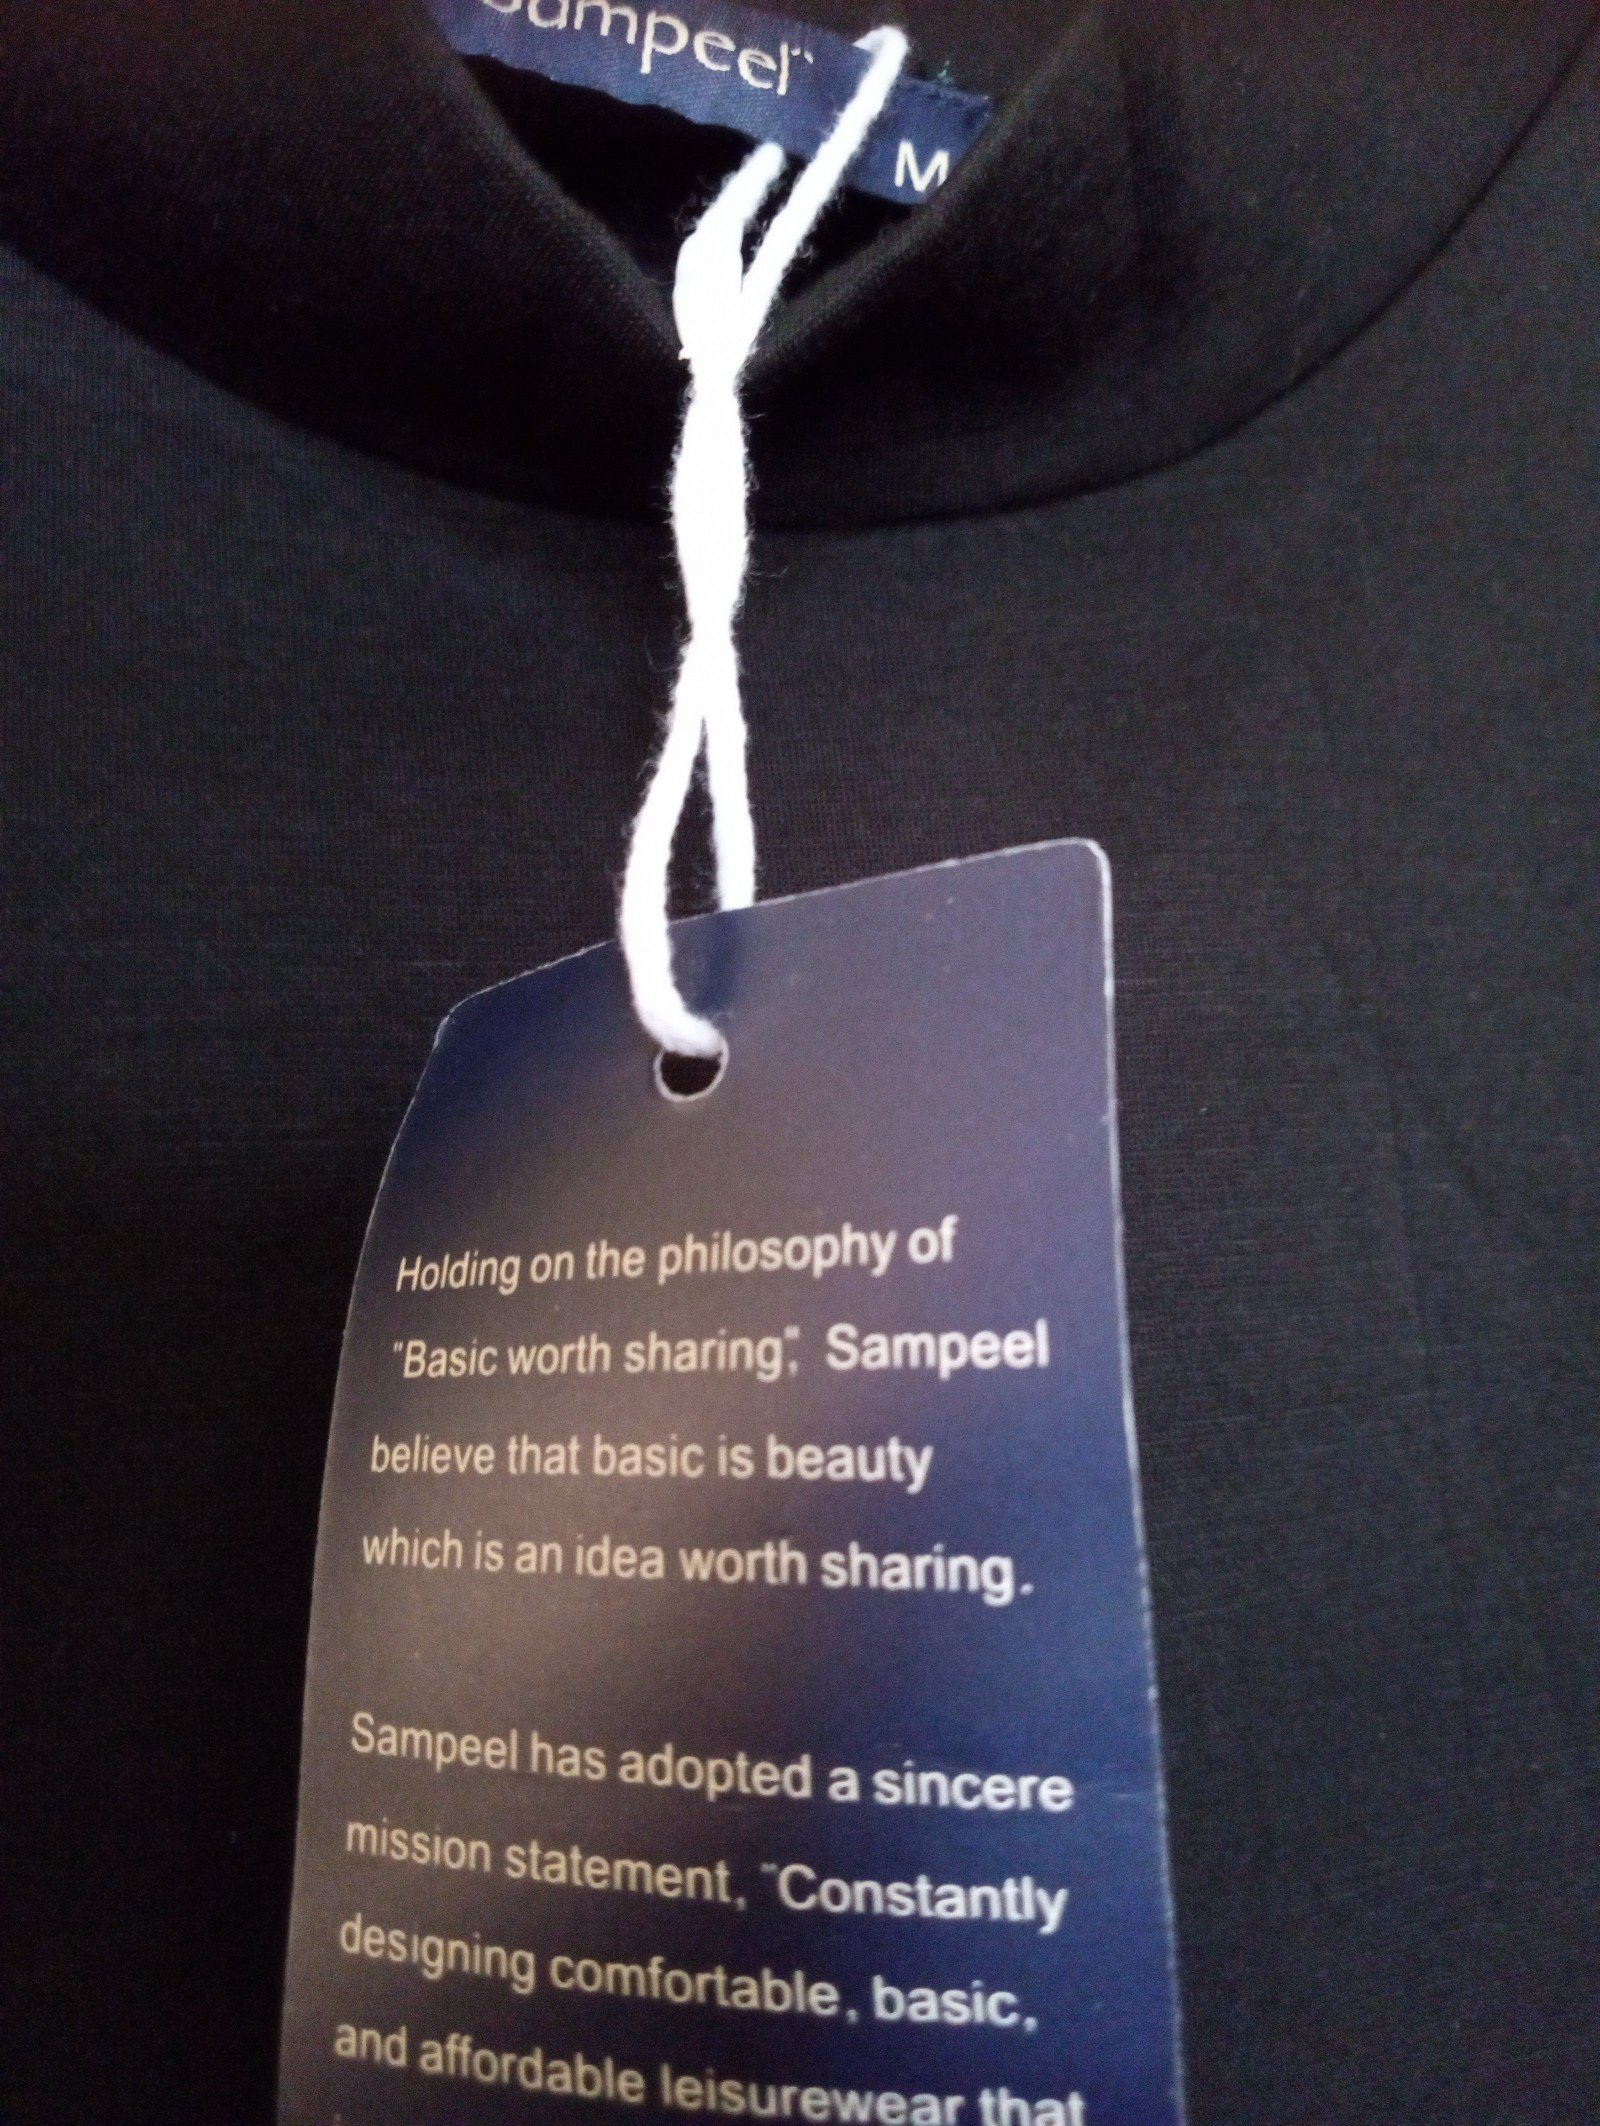 Sampeel"
M
Holding on the philosophy of
"Basic worth sharing", Sampeel
believe that basic is beauty
which is an idea worth sharing.
Sampeel has adopted a sincere
mission statement, "Constantly
designing comfortable, basic,
and affordable leisurewear that